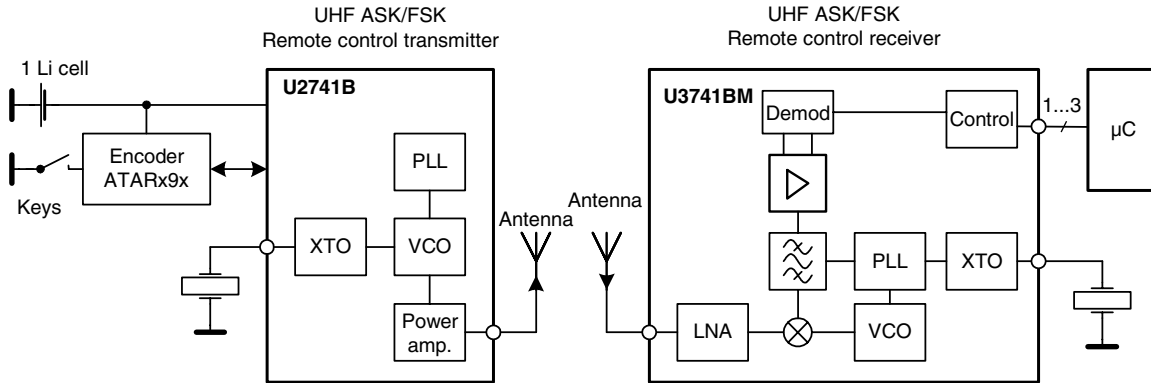 UHF ASK/FSK
Remote control transmitter
UHF ASK/FSK
Remote control receiver
1 Li cell
U2741B
Encoder
ATARx9x
Keys
PLL
XTO
VCO
Power
amp.
Antenna
Antenna
U3741BM
Demod
Control
1...3
µC
PLL
XTO
LNA
VCO